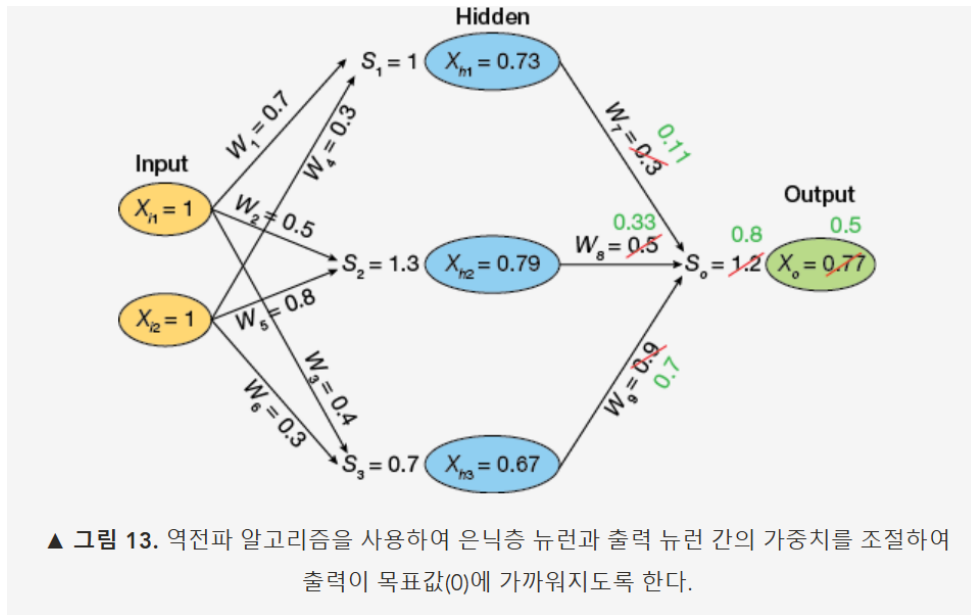 Hidden
S₁ = 1
Xₕ₁ = 0.73
W₁ = 0.7
W₄ = 0.3
W₇ = 0.3
0.11
Input
Output
Xᵢ₁ = 1
W₂ = 0.5
0.33
0.8
0.5
W₈ = 0.5
S₂ = 1.3
Xₕ₂ = 0.79
Sₒ = 1.2
Xₒ = 0.77
Xᵢ₂ = 1
W₅ = 0.8
W₃ = 0.4
W₉ = 0.9
0.7
W₆ = 0.3
S₃ = 0.7
Xₕ₃ = 0.67
▲ 그림 13. 역전파 알고리즘을 사용하여 은닉층 뉴런과 출력 뉴런 간의 가중치를 조절하여
출력이 목표값(0)에 가까워지도록 한다.